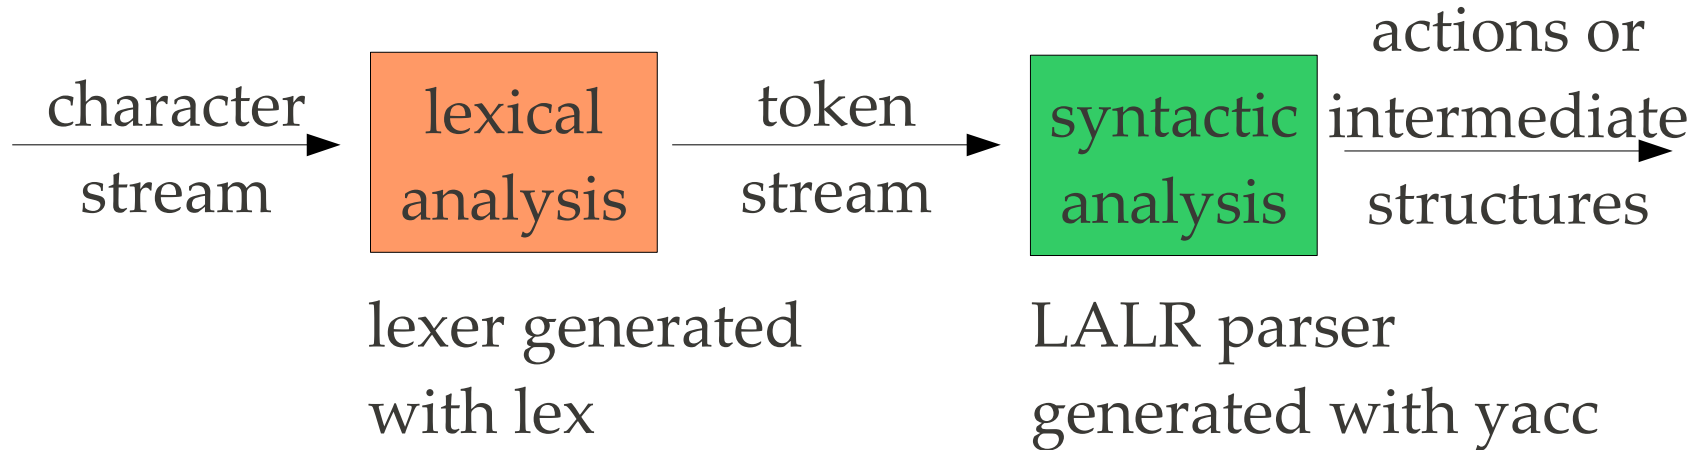 character
stream
lexical
analysis
token
stream
syntactic
analysis
actions or
intermediate
structures
lexer generated
with lex
LALR parser
generated with yacc